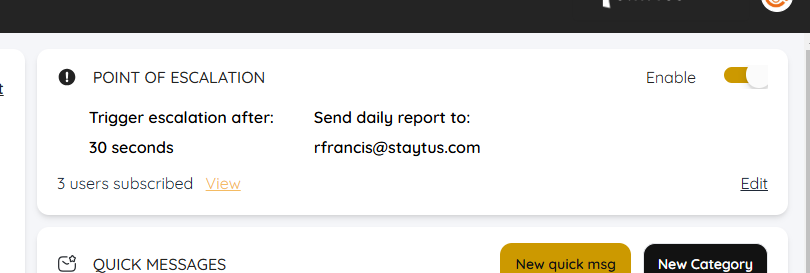 POINT OF ESCALATION
Enable
Trigger escalation after:
Send daily report to:
30 seconds
rfrancis@staytus.com
3 users subscribed View
Edit
QUICK MESSAGES
New quick msg
New Category